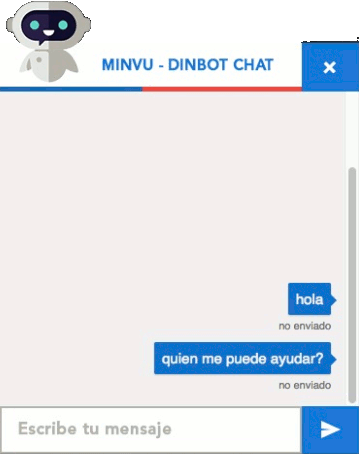 MINVU - DINBOT CHAT
hola
no enviado
quien me puede ayudar?
no enviado
Escribe tu mensaje